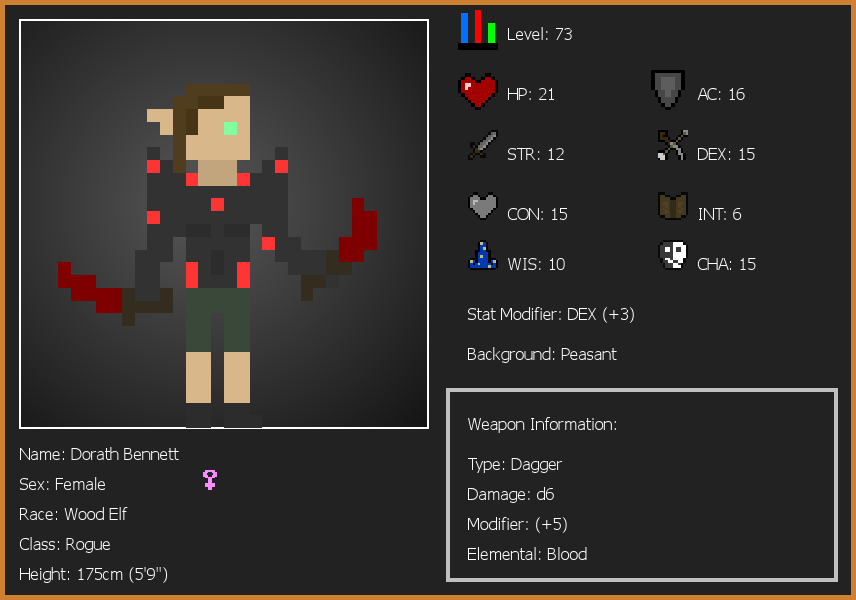 Level: 73
HP: 21
AC: 16
STR: 12
DEX: 15
CON: 15
INT: 6
WIS: 10
CHA: 15
Stat Modifier: DEX (+3)
Background: Peasant
Weapon Information:
Type: Dagger
Damage: d6
Modifier: (+5)
Elemental: Blood
Name: Dorath Bennett
Sex: Female
Race: Wood Elf
Class: Rogue
Height: 175cm (5'9")